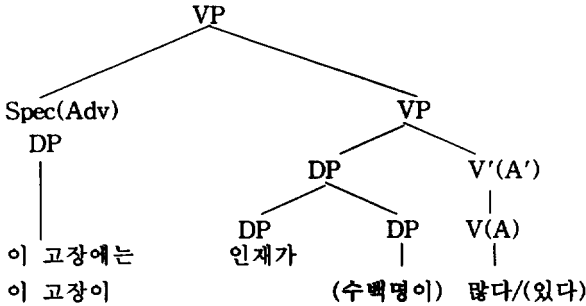 VP
Spec(Adv) VP
DP
DP V′(A′)
DP DP V(A)
이 고장에는 인재가
이 고장이 (수백명이) 많다/(있다)